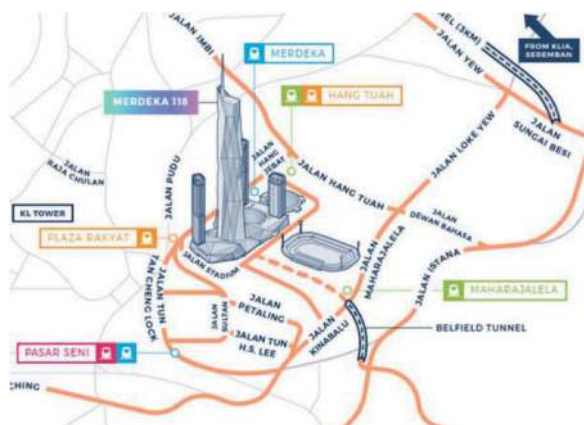 NEL (3KM)
FROM KLIA,
SEREMBAN
JALAN IMBI
MERDEKA
JALAN YEW
HANG TUAH
MERDEKA 118
JALAN
SUNGAI BESI
JALAN LOKE YEW
JALAN
HANG
JEBAT
JALAN
RAJA CHULAN
JALAN PUDU
JALAN HANG TUAH
KL TOWER
JALAN
DEWAN BAHASA
PLAZA RAKYAT
JALAN STADIUM
JALAN
MAHARAJALELA
JALAN ISTANA
JALAN TUN
TAN CHENG LOCK
MAHARAJALELA
JALAN
SULTAN
JALAN
PETALING
JALAN
KINABALU
BELFIELD TUNNEL
JALAN TUN
H.S. LEE
PASAR SENI
CHING